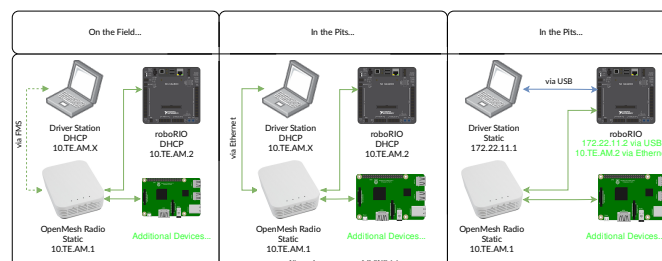 On the Field...
In the Pits...
In the Pits...
via FMS
Driver Station
DHCP
10.TE.AM.X
roboRIO
DHCP
10.TE.AM.2
OpenMesh Radio
Static
10.TE.AM.1
Additional Devices...
via Ethernet
Driver Station
DHCP
10.TE.AM.X
roboRIO
DHCP
10.TE.AM.2
OpenMesh Radio
Static
10.TE.AM.1
Additional Devices...
via USB
Driver Station
Static
172.22.11.1
roboRIO
172.22.11.2 via USB
10.TE.AM.2 via Ethern
OpenMesh Radio
Static
10.TE.AM.1
Additional Devices...